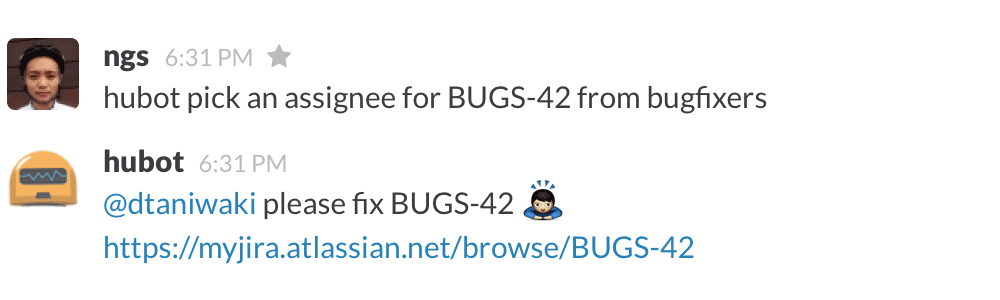 ngs 6:31 PM ★
hubot pick an assignee for BUGS-42 from bugfixers
hubot 6:31 PM
@dtaniwaki please fix BUGS-42 🙇
https://myjira.atlassian.net/browse/BUGS-42